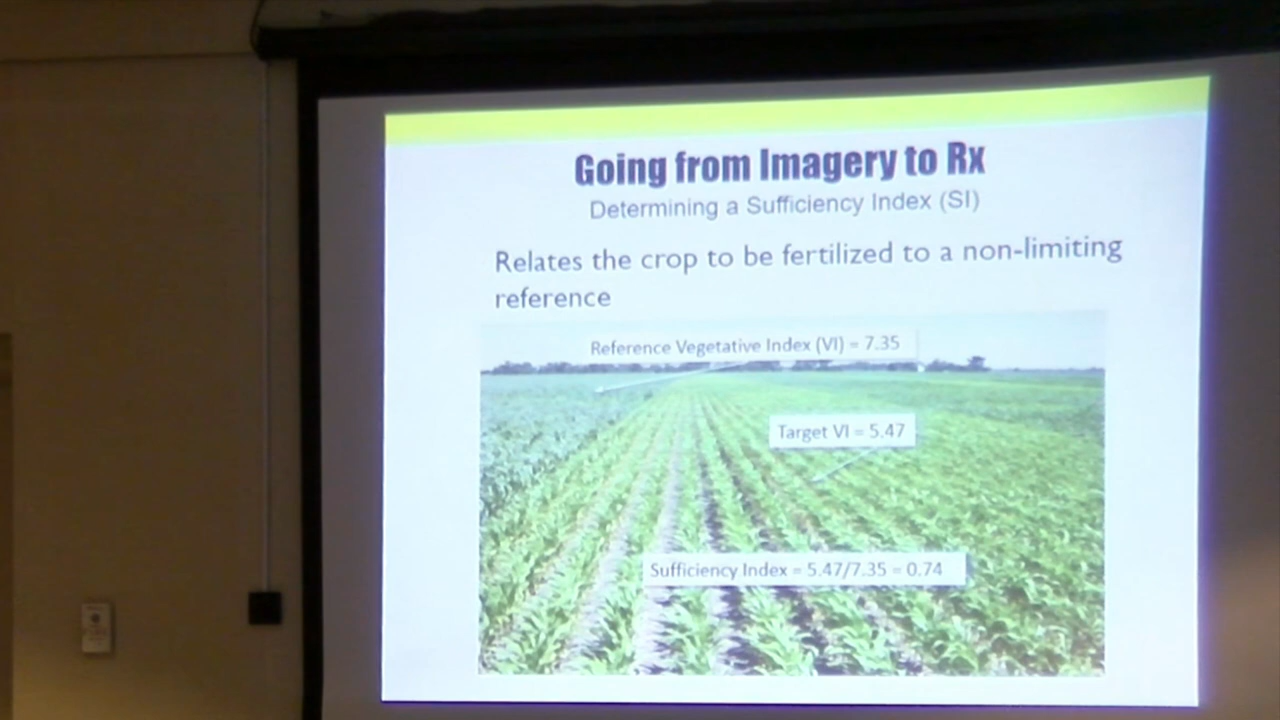 Going from Imagery to Rx
Determining a Sufficiency Index (SI)
Relates the crop to be fertilized to a non-limiting
reference
Reference Vegetative Index (VI) = 7.35
Target VI = 5.47
Sufficiency Index = 5.47/7.35 = 0.74